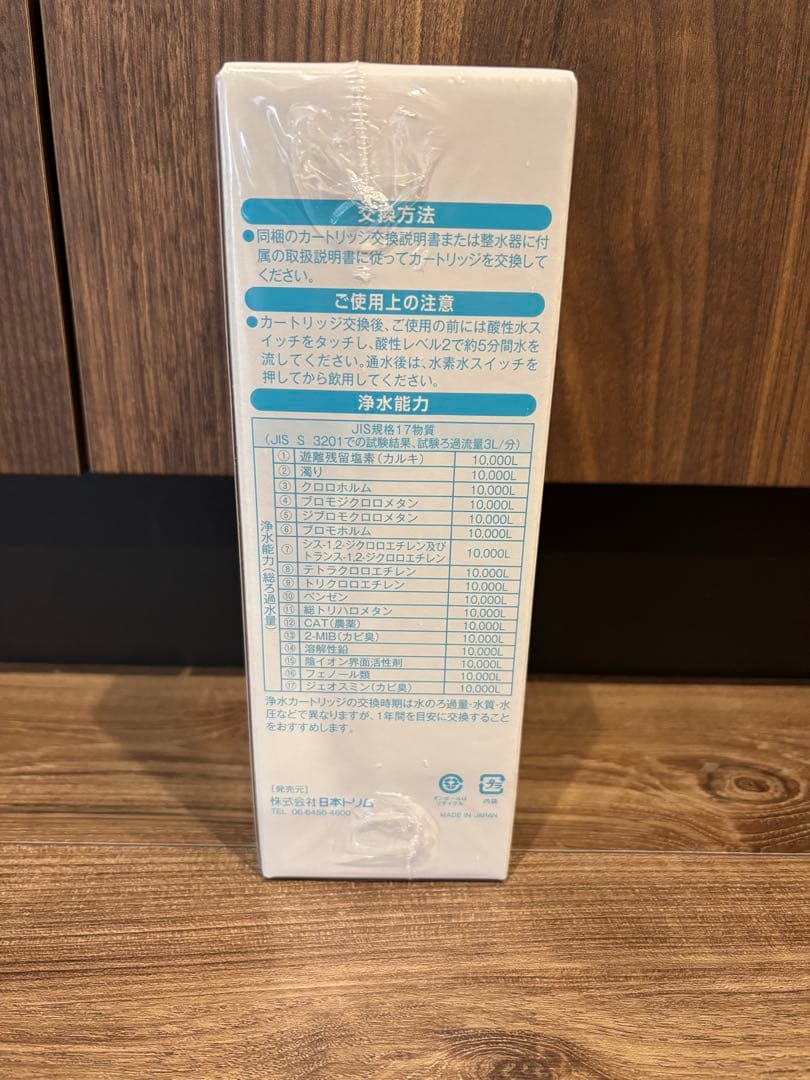 交換方法
●同梱のカートリッジ交換説明書または整水器に付
属の取扱説明書に従ってカートリッジを交換して
ください。
ご使用上の注意
●カートリッジ交換後、ご使用の前には酸性水ス
イッチをタッチし、酸性レベル2で約5分間水を
流してください。通水後は、水素水スイッチを
押してから飲用してください。
浄水能力
JIS規格17物質
(JIS S 3201での試験結果、試験ろ過流量3L/分)
浄水能力(総ろ過水量)
① 遊離残留塩素(カルキ) 10,000L
② 濁り 10,000L
③ クロロホルム 10,000L
④ ブロモジクロロメタン 10,000L
⑤ ジブロモクロロメタン 10,000L
⑥ ブロモホルム 10,000L
⑦ シス-1,2-ジクロロエチレン及び
トランス-1,2-ジクロロエチレン 10,000L
⑧ テトラクロロエチレン 10,000L
⑨ トリクロロエチレン 10,000L
⑩ ベンゼン 10,000L
⑪ 総トリハロメタン 10,000L
⑫ CAT(農薬) 10,000L
⑬ 2-MIB(カビ臭) 10,000L
⑭ 溶解性鉛 10,000L
⑮ 陰イオン界面活性剤 10,000L
⑯ フェノール類 10,000L
⑰ ジェオスミン(カビ臭) 10,000L
浄水カートリッジの交換時期は水のろ過量・水質・水
圧などで異なりますが、1年間を目安に交換すること
をおすすめします。
[発売元]
株式会社日本トリム
TEL 06-6456-4600
ダンボールは
リサイクル
プラ
内装
MADE IN JAPAN